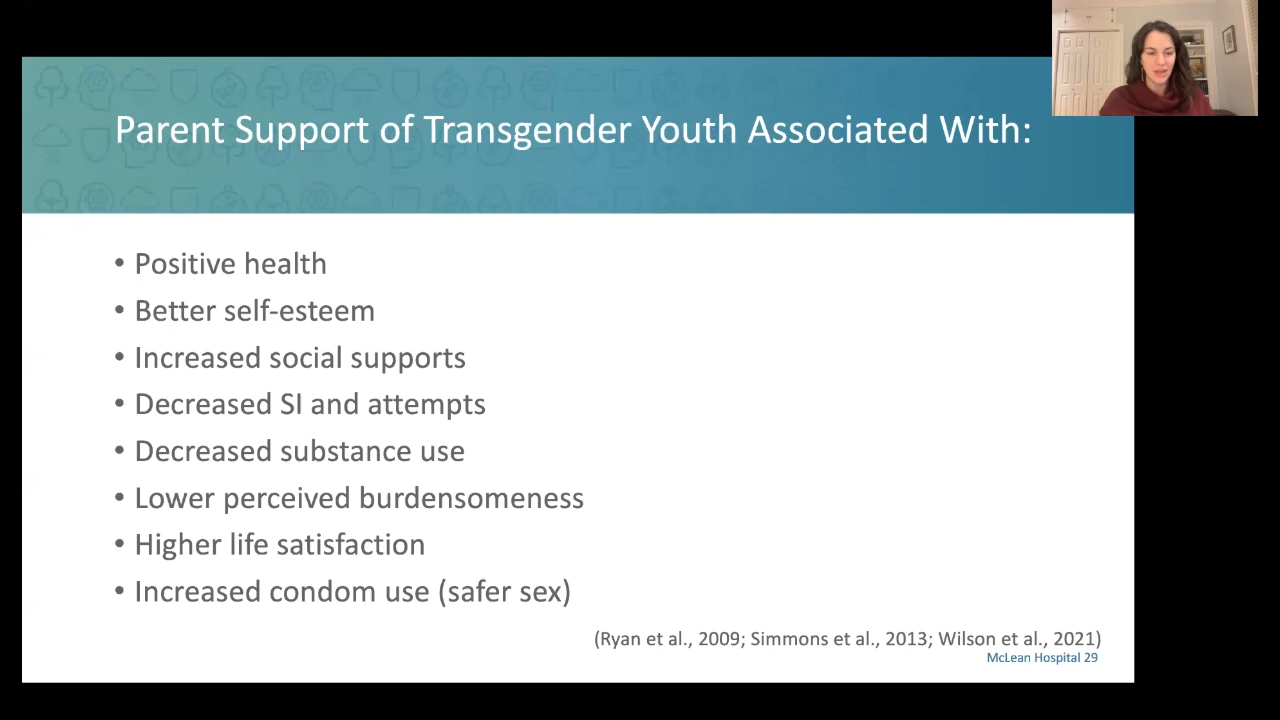 Parent Support of Transgender Youth Associated With:
• Positive health
• Better self-esteem
• Increased social supports
• Decreased SI and attempts
• Decreased substance use
• Lower perceived burdensomeness
• Higher life satisfaction
• Increased condom use (safer sex)
(Ryan et al., 2009; Simmons et al., 2013; Wilson et al., 2021)
McLean Hospital 29